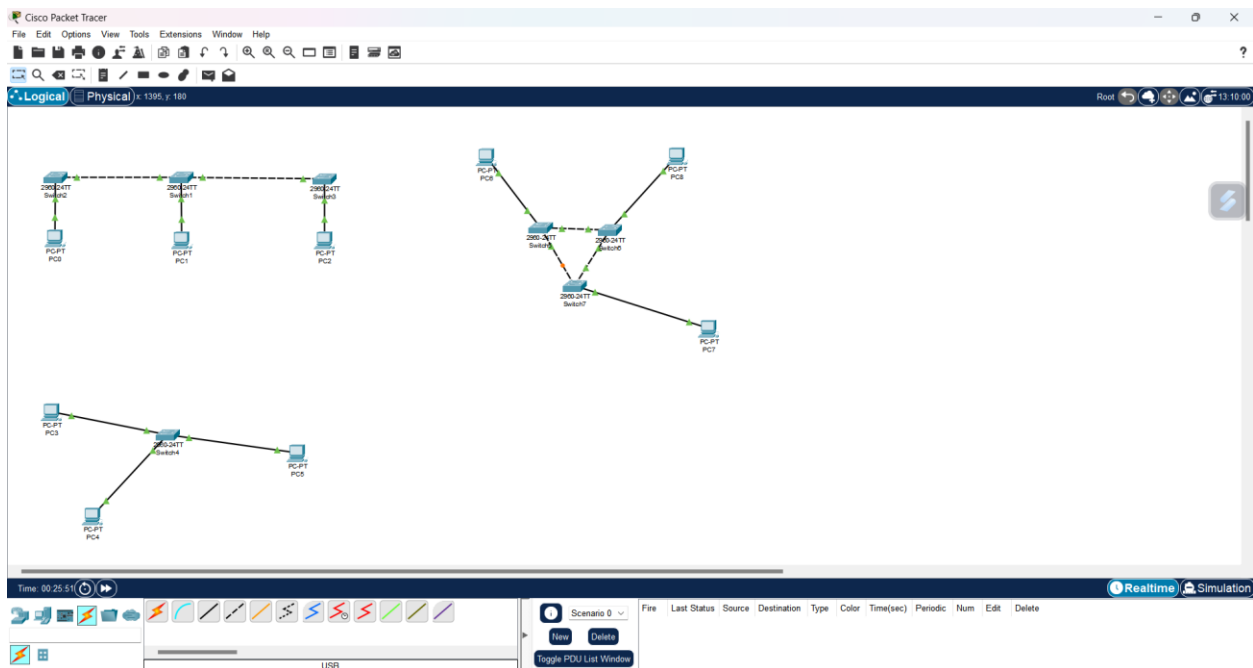 Cisco Packet Tracer
File Edit Options View Tools Extensions Window Help
?
Logical Physical x: 1395, y: 180
Root 13:10:00
2960-24TT
Switch2
2960-24TT
Switch1
2960-24TT
Switch3
PC-PT
PC0
PC-PT
PC1
PC-PT
PC2
PC-PT
PC6
PC-PT
PC8
2960-24TT
2960-24TT
Switch6
2960-24TT
Switch7
PC-PT
PC7
PC-PT
PC3
2960-24TT
Switch4
PC-PT
PC5
PC-PT
PC4
Time: 00:25:51
Realtime Simulation
Scenario 0
New Delete
Toggle PDU List Window
Fire Last Status Source Destination Type Color Time(sec) Periodic Num Edit Delete
USB